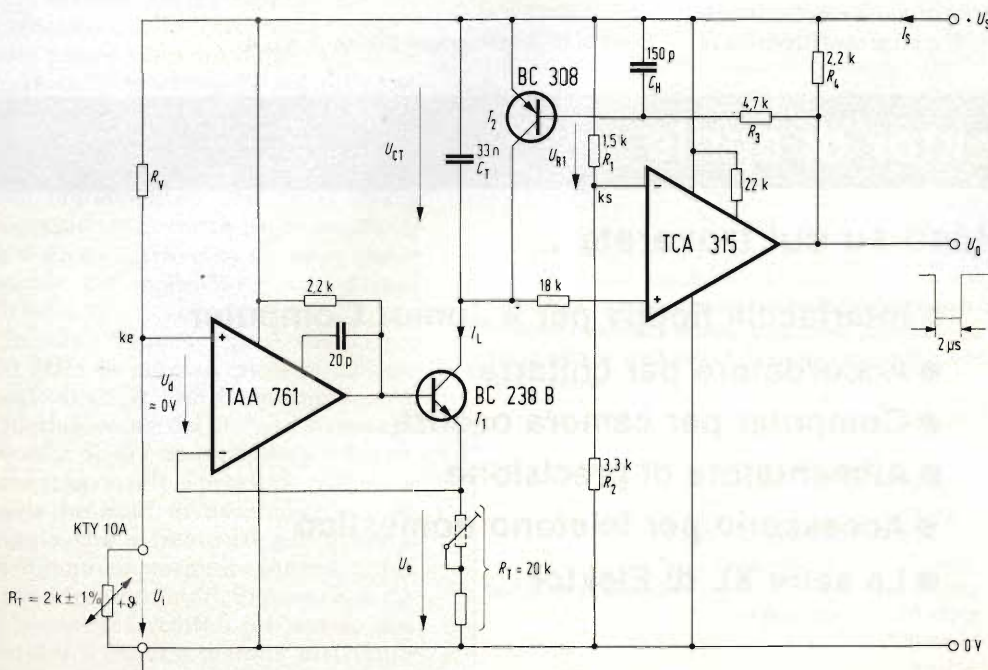 + U_S
I_S
150 p
C_H
2,2 k
R_4
BC 308
4,7 k
R_3
T_2
U_CT
33 n
C_T
U_R1
1,5 k
R_1
R_v
22 k
ks
-
TCA 315
U_Q
18 k
+
2,2 k
ke
+
20 p
I_L
2 µs
U_d
≈ 0V
TAA 761
BC 238 B
T_1
-
3,3 k
R_2
KTY 10A
U_e
R_T = 20 k
R_T = 2 k ± 1%
+ϑ
U_i
0V